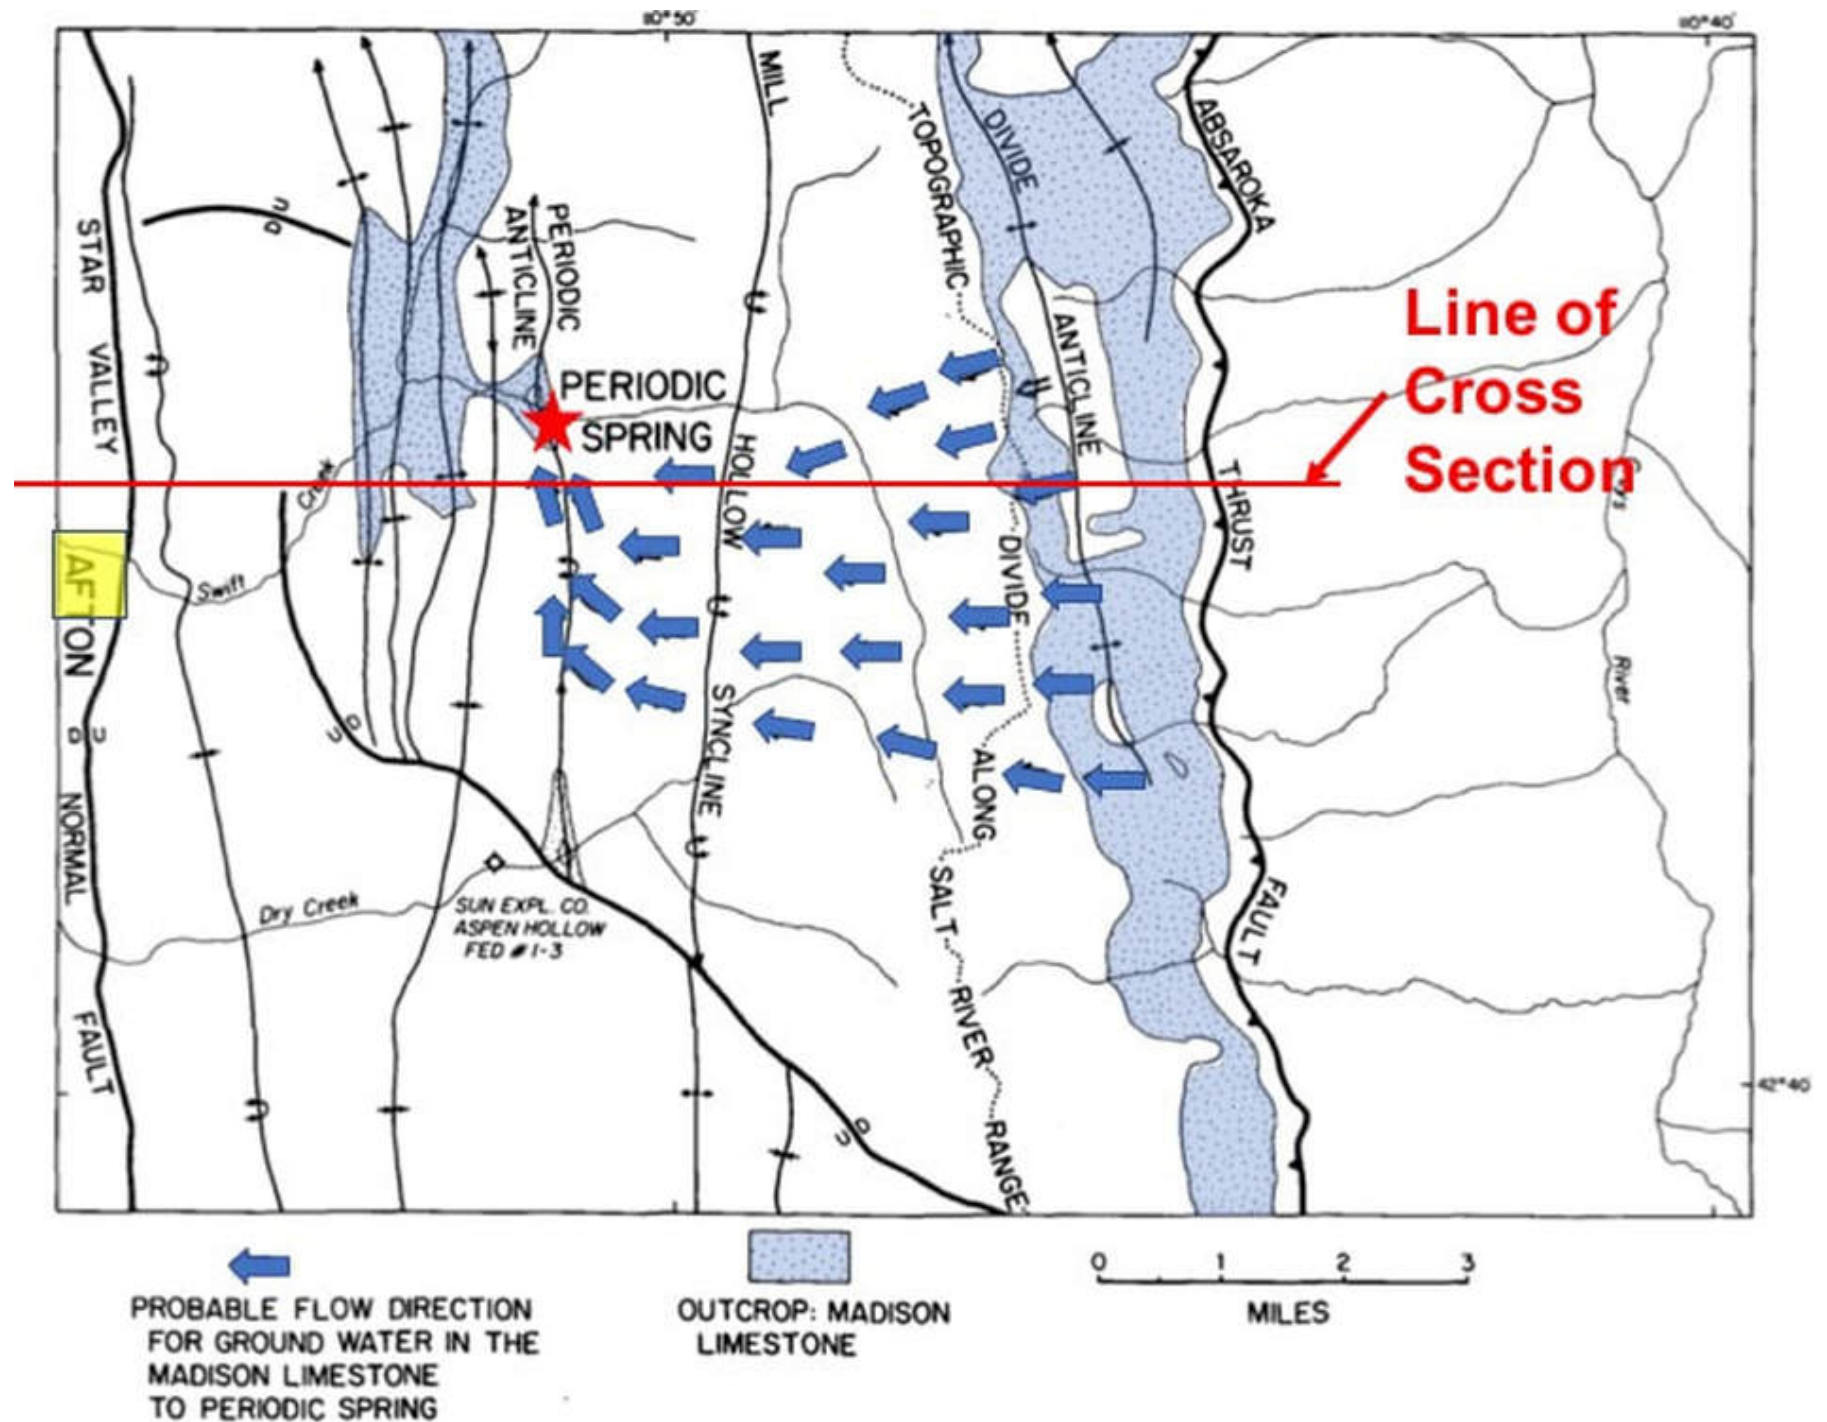 110°50'
110°40'
MILL
HOLLOW
SYNCLINE
TOPOGRAPHIC
DIVIDE
ALONG
SALT
RIVER
RANGE
DIVIDE
ANTICLINE
ABSAROKA
THRUST
FAULT
STAR VALLEY
AFTON
NORMAL
FAULT
U
D
PERIODIC
ANTICLINE
PERIODIC
SPRING
Line of
Cross
Section
Creek
Swift
D
U
U
D
River
Dry Creek
SUN EXPL. CO.
ASPEN HOLLOW
FED #1-3
D
U
42°40'
PROBABLE FLOW DIRECTION
FOR GROUND WATER IN THE
MADISON LIMESTONE
TO PERIODIC SPRING
OUTCROP: MADISON
LIMESTONE
0 1 2 3
MILES